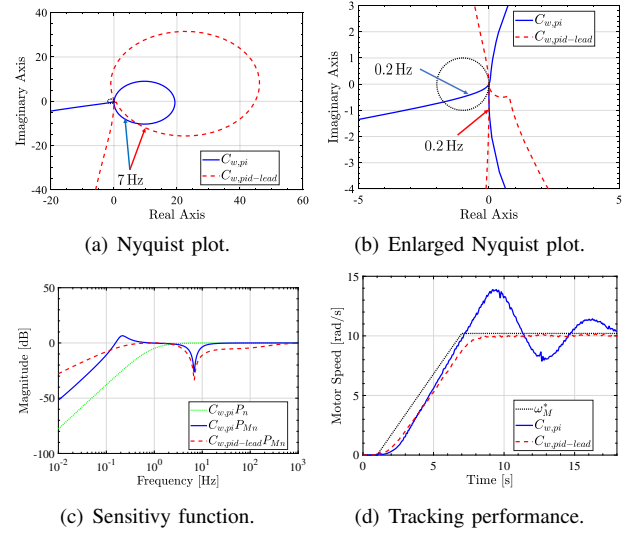 40
20
0
-20
-40
-20
0
20
40
60
Imaginary Axis
Real Axis
7 Hz
C_{w,pi}
C_{w,pid-lead}
(a) Nyquist plot.
3
2
1
0
-1
-2
-3
-4
-5
0
5
Imaginary Axis
Real Axis
0.2 Hz
0.2 Hz
C_{w,pi}
C_{w,pid-lead}
(b) Enlarged Nyquist plot.
50
0
-50
-100
10^{-2}
10^{-1}
10^{0}
10^{1}
10^{2}
10^{3}
Magnitude [dB]
Frequency [Hz]
C_{w,pi}P_{n}
C_{w,pi}P_{Mn}
C_{w,pid-lead}P_{Mn}
(c) Sensitivy function.
15
10
5
0
0
5
10
15
Motor Speed [rad/s]
Time [s]
ω_{M}^{*}
C_{w,pi}
C_{w,pid-lead}
(d) Tracking performance.